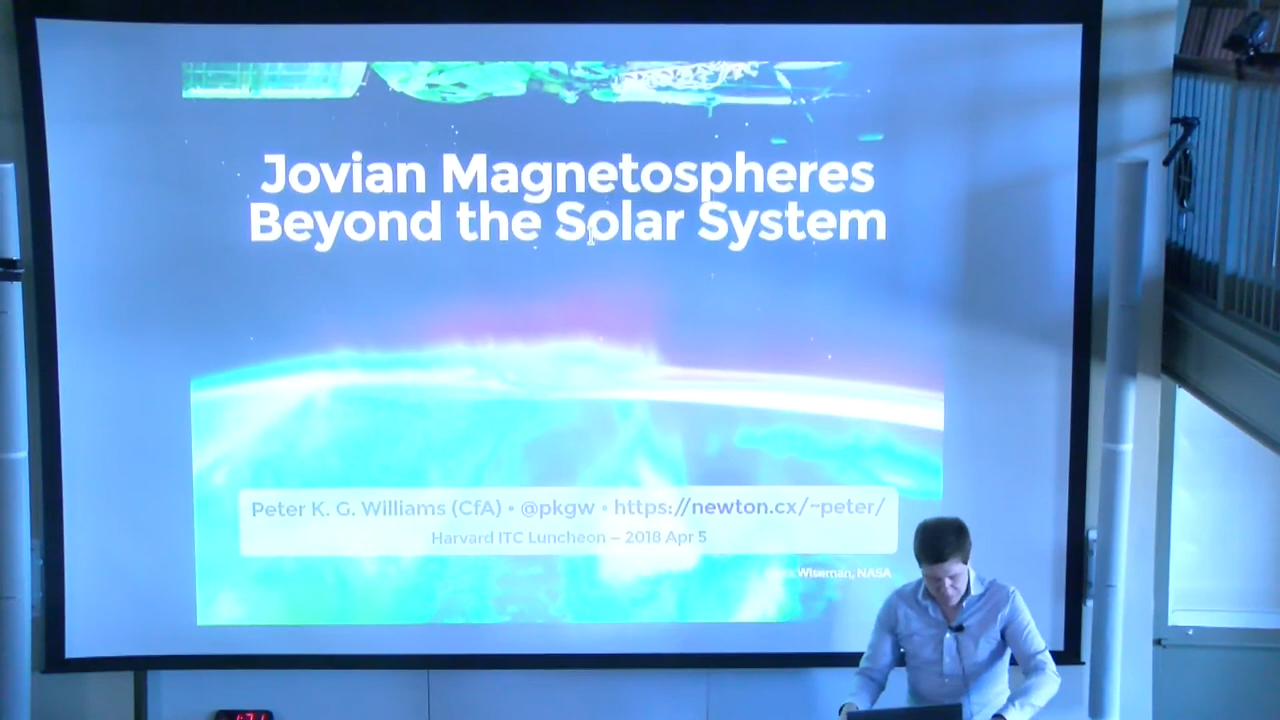 Jovian Magnetospheres
Beyond the Solar System
Peter K. G. Williams (CfA) • @pkgw • https://newton.cx/~peter/
Harvard ITC Luncheon – 2018 Apr 5
Wiseman, NASA